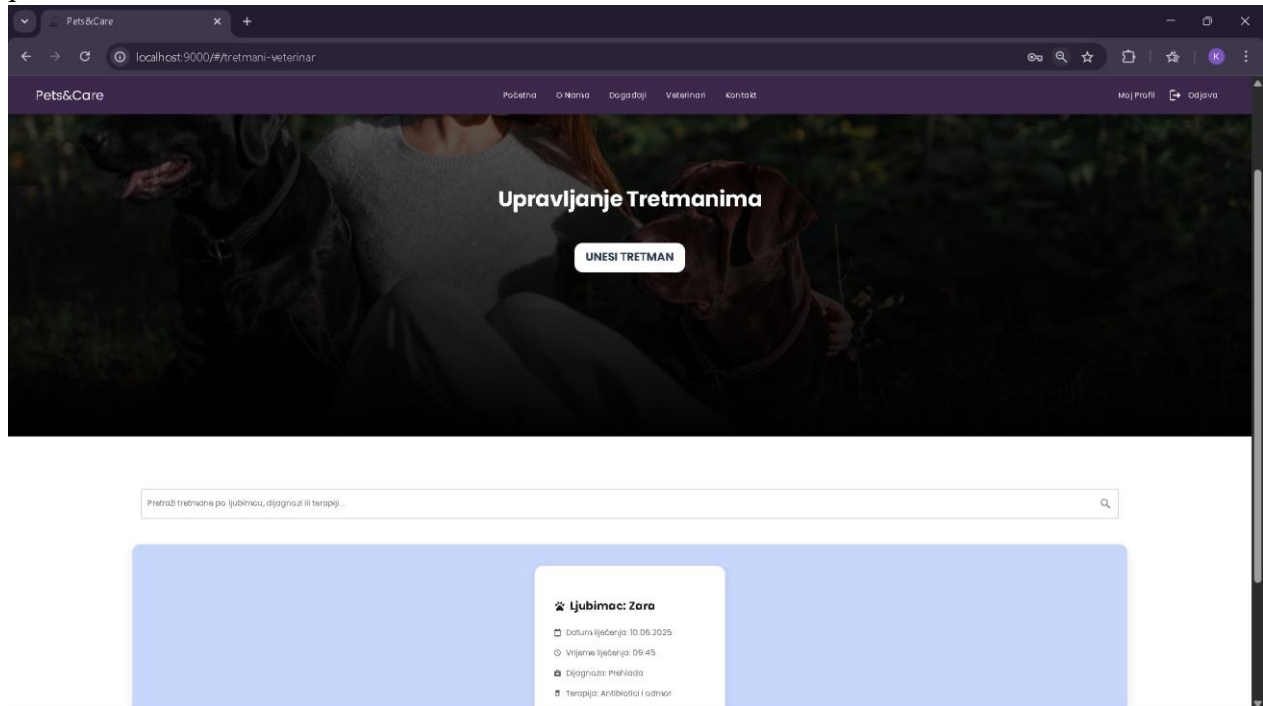 Pets&Care
localhost:9000/#/tretmani-veterinar
K
Pets&Care
Početna O Nama Događaji Veterinari Kontakt
Moj Profil Odjava
Upravljanje Tretmanima
UNESI TRETMAN
Pretraži tretmane po ljubimcu, dijagnozi ili terapiji...
Ljubimac: Zara
Datum liječenja: 10.06.2025
Vrijeme liječenja: 09:45
Dijagnoza: Prehlada
Terapija: Antibiotici i odmor